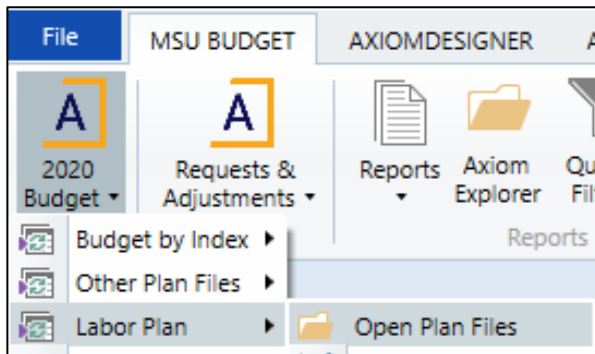 File MSU BUDGET AXIOMDESIGNER
2020 Budget
Requests & Adjustments
Reports
Axiom Explorer
Reports
Budget by Index
Other Plan Files
Labor Plan Open Plan Files